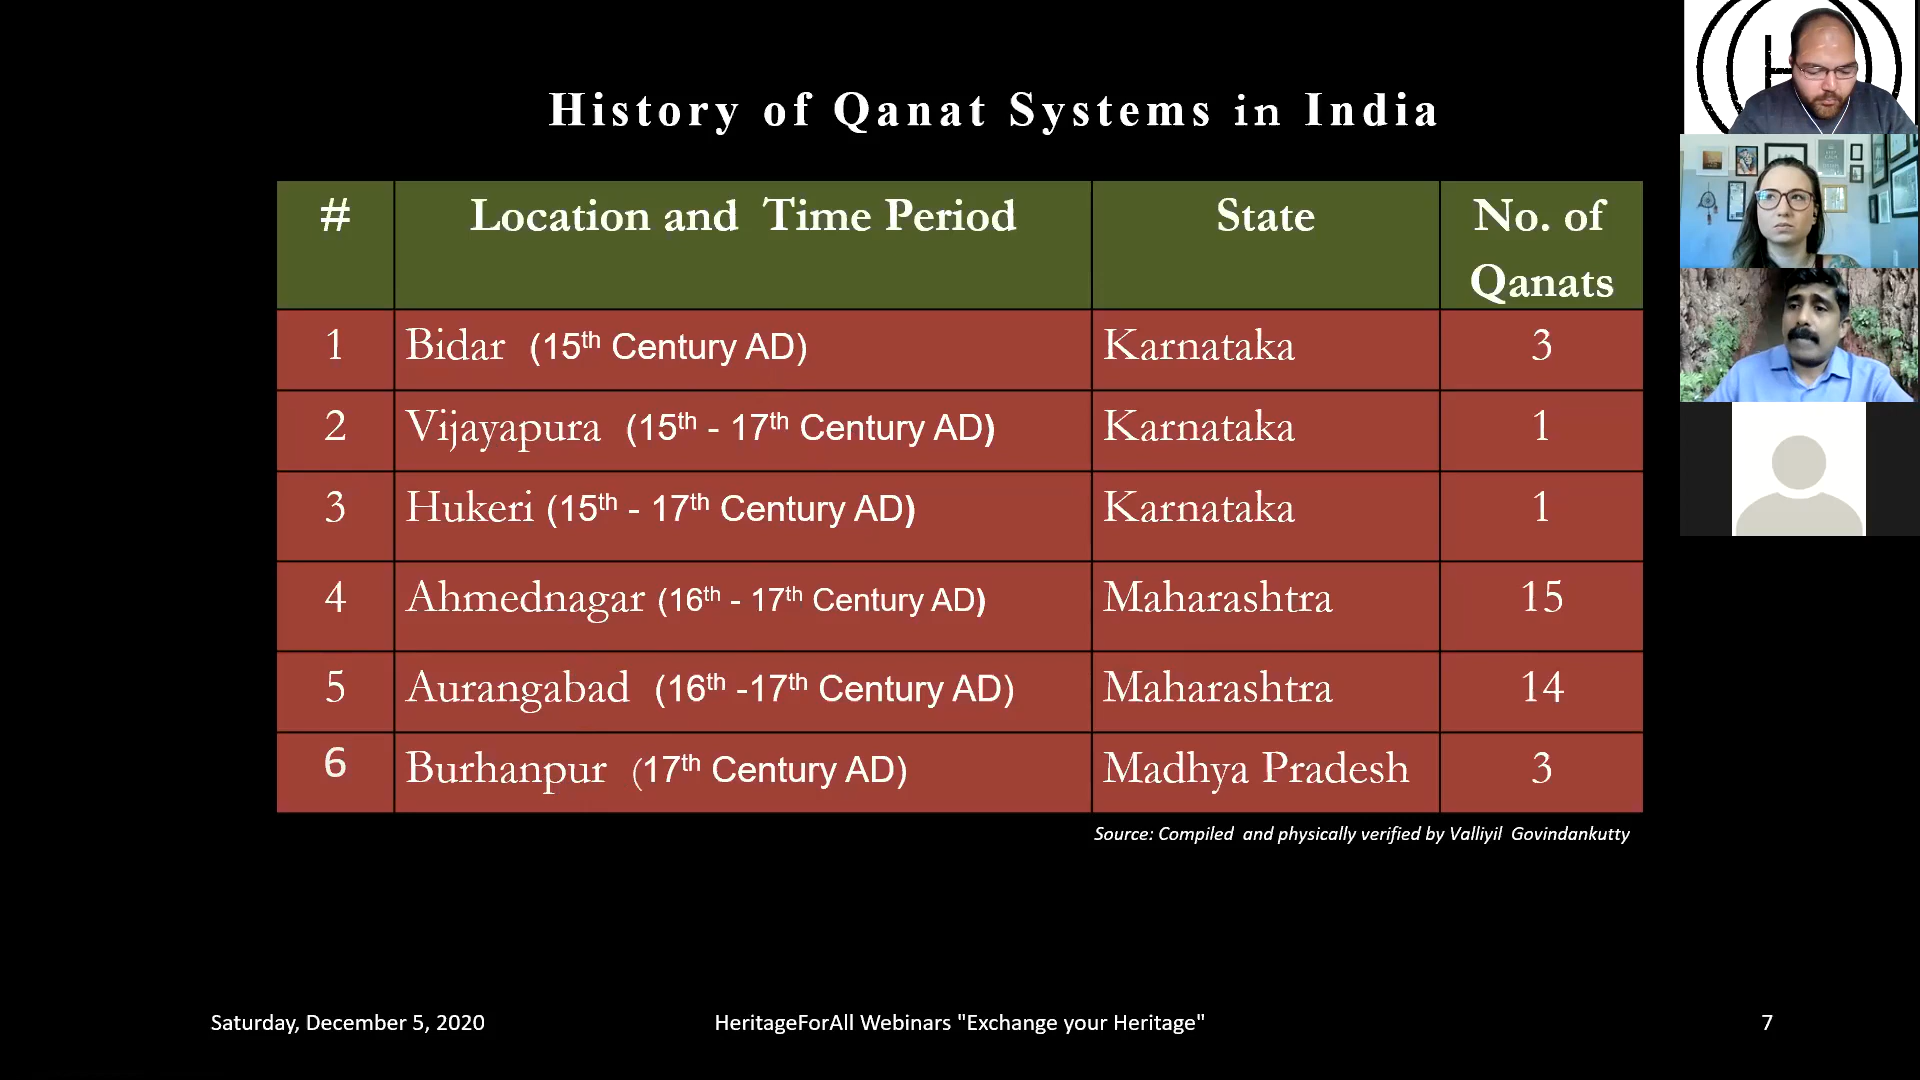 History of Qanat Systems in India
# Location and Time Period State No. of Qanats
1 Bidar (15th Century AD) Karnataka 3
2 Vijayapura (15th - 17th Century AD) Karnataka 1
3 Hukeri (15th - 17th Century AD) Karnataka 1
4 Ahmednagar (16th - 17th Century AD) Maharashtra 15
5 Aurangabad (16th -17th Century AD) Maharashtra 14
6 Burhanpur (17th Century AD) Madhya Pradesh 3
Source: Compiled and physically verified by Valliyil Govindankutty
Saturday, December 5, 2020 HeritageForAll Webinars "Exchange your Heritage" 7